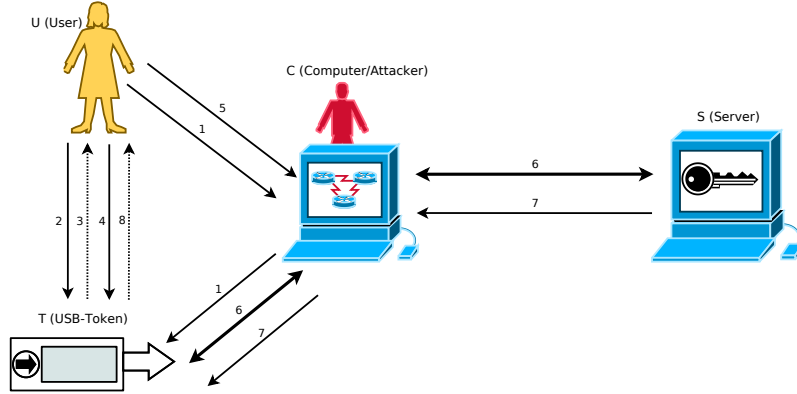 U (User)
C (Computer/Attacker)
S (Server)
5
1
6
7
2
3
4
8
1
6
7
T (USB-Token)